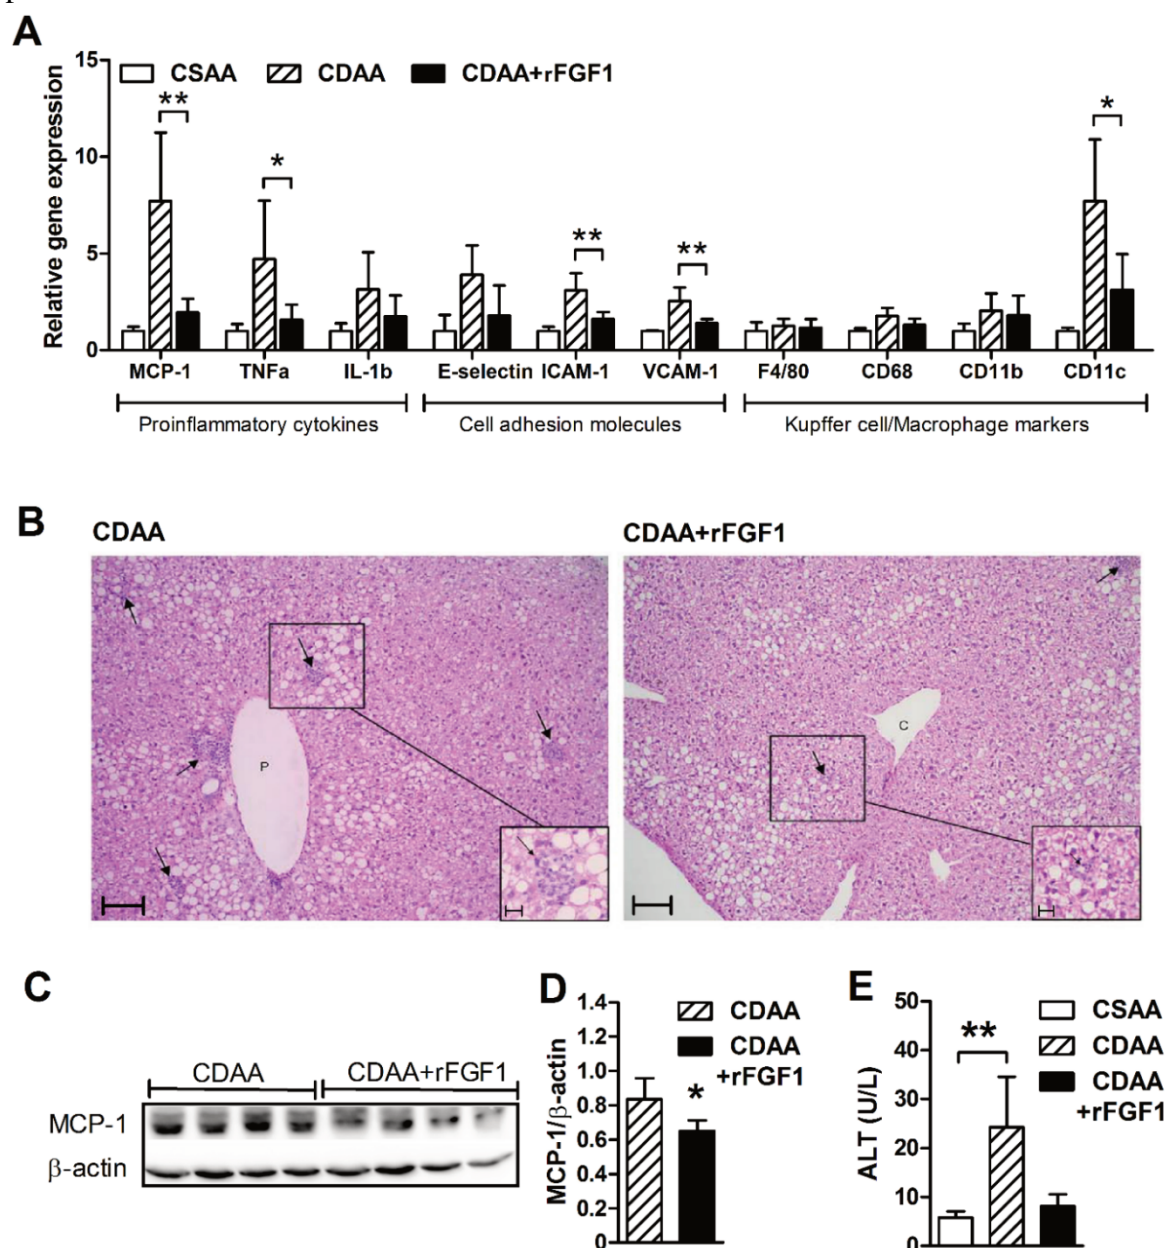 A
15
CSAA CDAA CDAA+rFGF1
Relative gene expression
10
5
0
** * ** ** *
MCP-1 TNFa IL-1b E-selectin ICAM-1 VCAM-1 F4/80 CD68 CD11b CD11c
Proinflammatory cytokines Cell adhesion molecules Kupffer cell/Macrophage markers
B
CDAA CDAA+rFGF1
P
C
C
CDAA CDAA+rFGF1
MCP-1
β-actin
D
MCP-1/β-actin
1.4
1.2
1.0
0.8
0.6
0.4
0.2
0
CDAA
CDAA
+rFGF1
*
E
ALT (U/L)
50
40
30
20
10
0
**
CSAA
CDAA
CDAA
+rFGF1